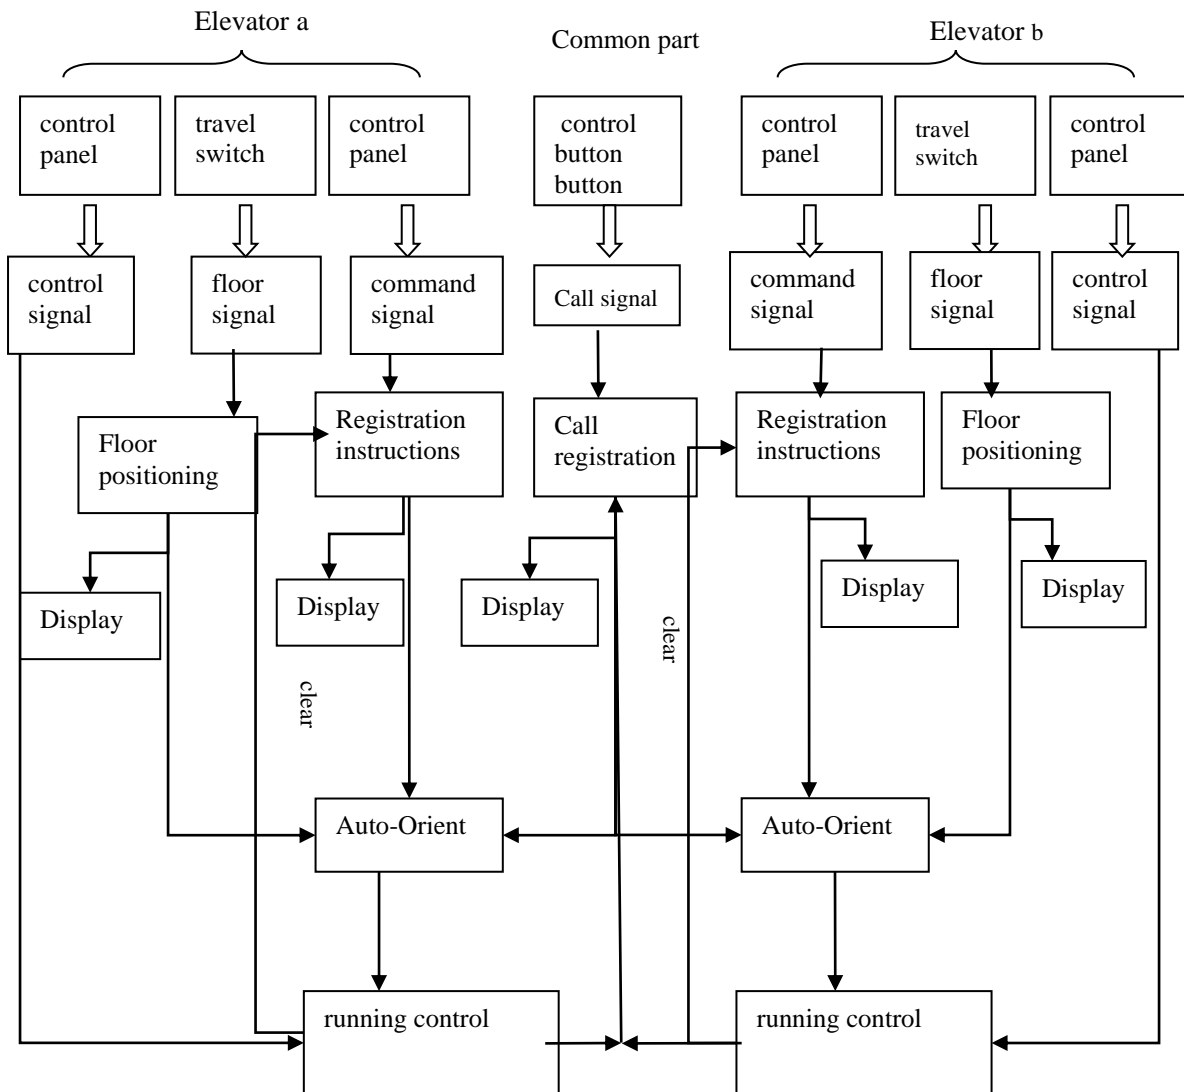 Elevator a
Common part
Elevator b
control
panel
travel
switch
control
panel
control
button
button
control
panel
travel
switch
control
panel
control
signal
floor
signal
command
signal
Call signal
command
signal
floor
signal
control
signal
Floor
positioning
Registration
instructions
Call
registration
Registration
instructions
Floor
positioning
Display
Display
Display
Display
Display
clear
clear
Auto-Orient
Auto-Orient
running control
running control